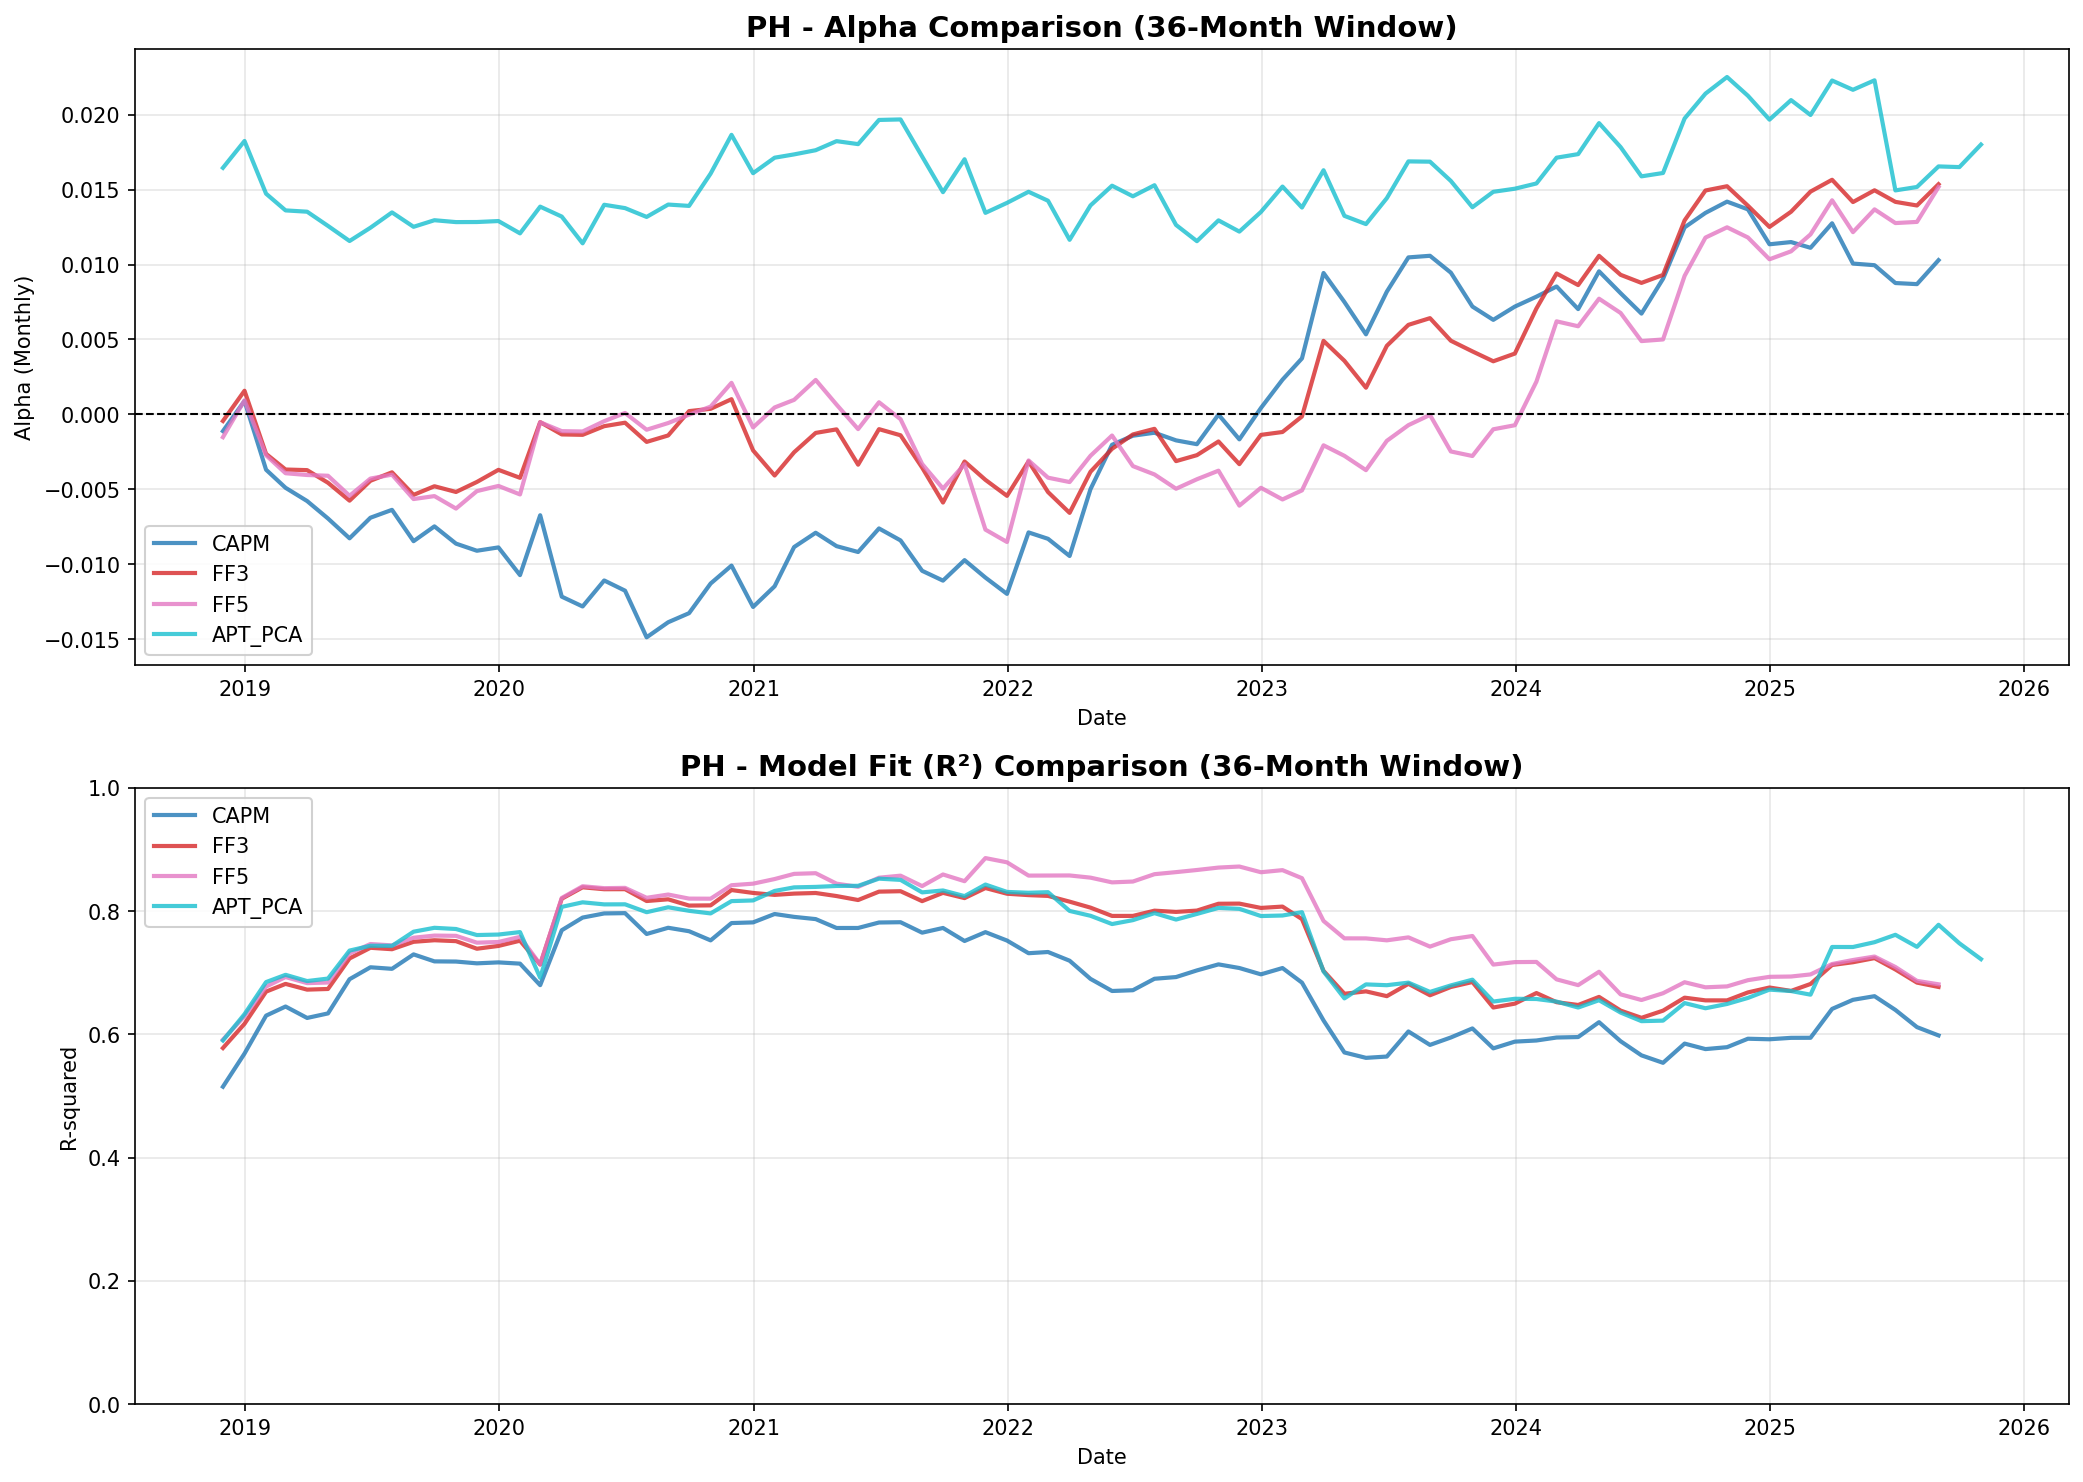 PH - Alpha Comparison (36-Month Window)
Alpha (Monthly)
0.020
0.015
0.010
0.005
0.000
−0.005
−0.010
−0.015
CAPM
FF3
FF5
APT_PCA
2019 2020 2021 2022 2023 2024 2025 2026
Date
PH - Model Fit (R²) Comparison (36-Month Window)
R-squared
1.0
0.8
0.6
0.4
0.2
0.0
CAPM
FF3
FF5
APT_PCA
2019 2020 2021 2022 2023 2024 2025 2026
Date